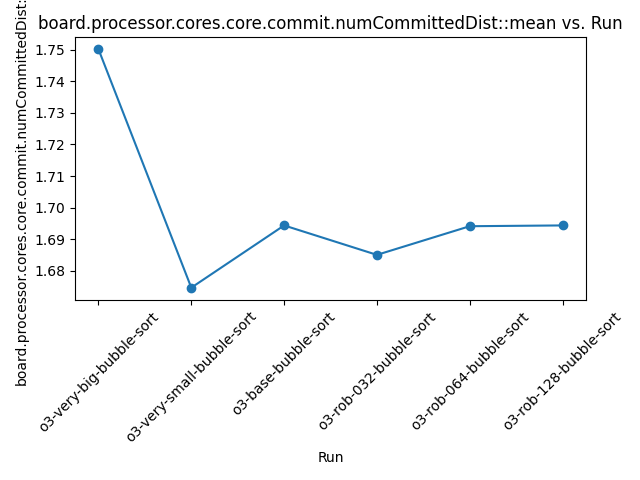 board.processor.cores.core.commit.numCommittedDist::mean vs. Run
board.processor.cores.core.commit.numCommittedDist:
1.75
1.74
1.73
1.72
1.71
1.70
1.69
1.68
o3-very-big-bubble-sort
o3-very-small-bubble-sort
o3-base-bubble-sort
o3-rob-032-bubble-sort
o3-rob-064-bubble-sort
o3-rob-128-bubble-sort
Run